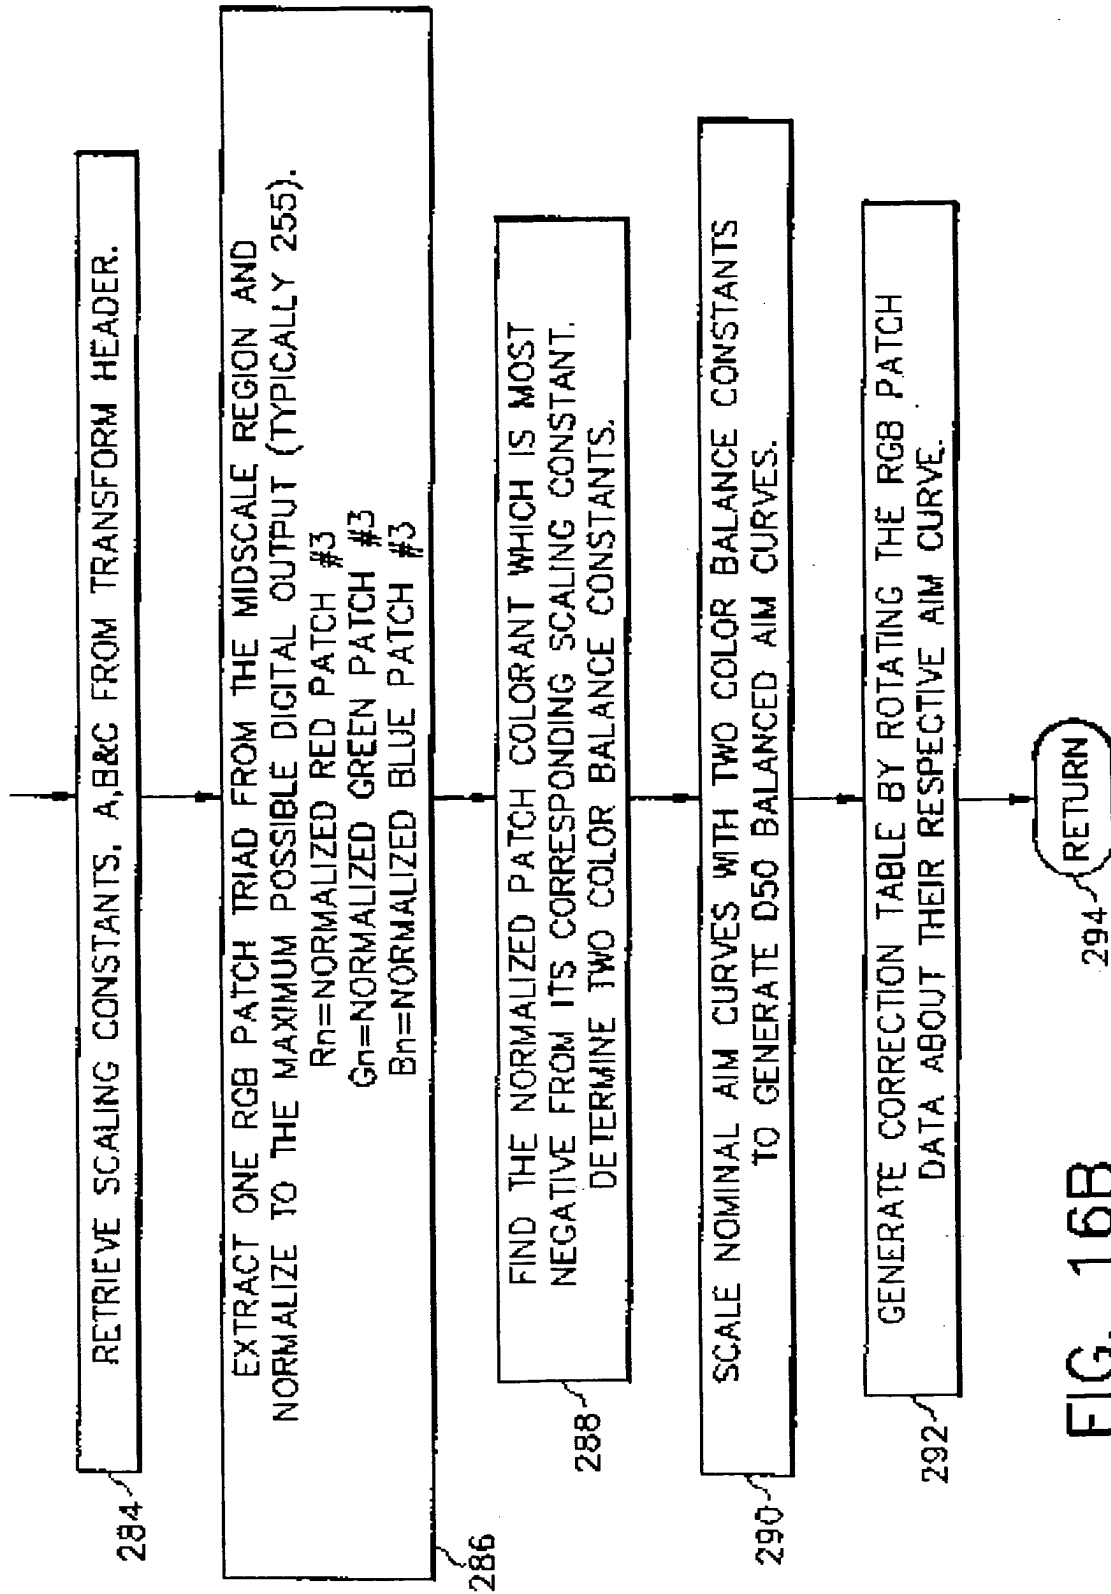 RETRIEVE SCALING CONSTANTS, A,B&C FROM TRANSFORM HEADER.
284
EXTRACT ONE RGB PATCH TRIAD FROM THE MIDSCALE REGION AND
NORMALIZE TO THE MAXIMUM POSSIBLE DIGITAL OUTPUT (TYPICALLY 255).
Rn=NORMALIZED RED PATCH #3
Gn=NORMALIZED GREEN PATCH #3
Bn=NORMALIZED BLUE PATCH #3
286
FIND THE NORMALIZED PATCH COLORANT WHICH IS MOST
NEGATIVE FROM ITS CORRESPONDING SCALING CONSTANT.
DETERMINE TWO COLOR BALANCE CONSTANTS.
288
SCALE NOMINAL AIM CURVES WITH TWO COLOR BALANCE CONSTANTS
TO GENERATE D50 BALANCED AIM CURVES.
290
GENERATE CORRECTION TABLE BY ROTATING THE RGB PATCH
DATA ABOUT THEIR RESPECTIVE AIM CURVE.
292
RETURN
294
FIG. 16B